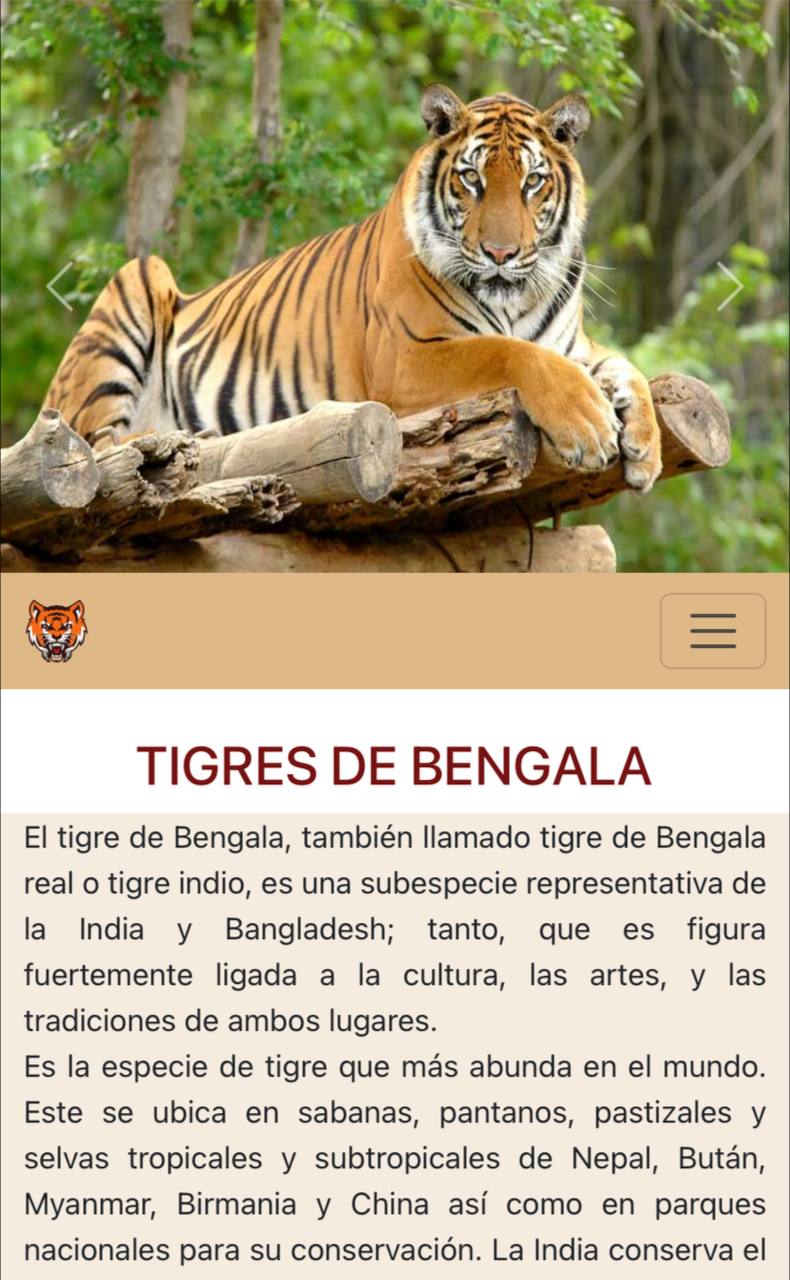 TIGRES DE BENGALA
El tigre de Bengala, también llamado tigre de Bengala
real o tigre indio, es una subespecie representativa de
la India y Bangladesh; tanto, que es figura
fuertemente ligada a la cultura, las artes, y las
tradiciones de ambos lugares.
Es la especie de tigre que más abunda en el mundo.
Este se ubica en sabanas, pantanos, pastizales y
selvas tropicales y subtropicales de Nepal, Bután,
Myanmar, Birmania y China así como en parques
nacionales para su conservación. La India conserva el